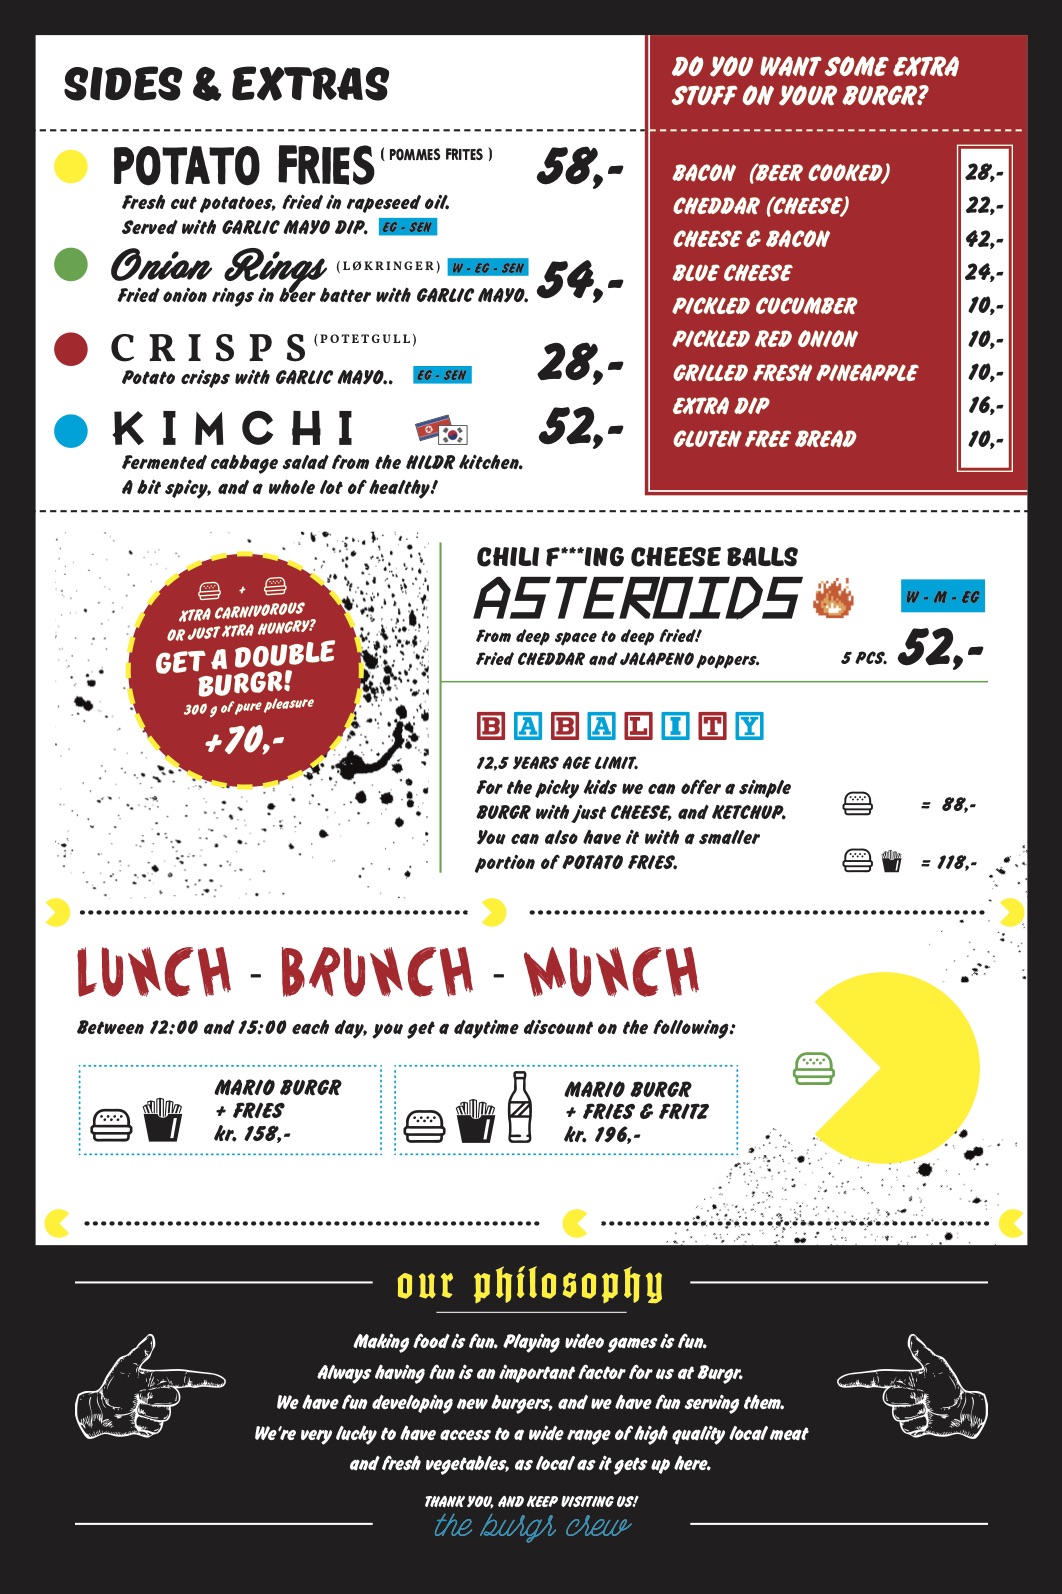 SIDES & EXTRAS
POTATO FRIES ( POMMES FRITES ) 58,-
Fresh cut potatoes, fried in rapeseed oil.
Served with GARLIC MAYO DIP. EG - SEN
Onion Rings (LØKRINGER) W - EG - SEN 54,-
Fried onion rings in beer batter with GARLIC MAYO.
CRISPS (POTETGULL) 28,-
Potato crisps with GARLIC MAYO.. EG - SEN
KIMCHI 52,-
Fermented cabbage salad from the HILDR kitchen.
A bit spicy, and a whole lot of healthy!
DO YOU WANT SOME EXTRA
STUFF ON YOUR BURGR?
BACON (BEER COOKED) 28,-
CHEDDAR (CHEESE) 22,-
CHEESE & BACON 42,-
BLUE CHEESE 24,-
PICKLED CUCUMBER 10,-
PICKLED RED ONION 10,-
GRILLED FRESH PINEAPPLE 10,-
EXTRA DIP 16,-
GLUTEN FREE BREAD 10,-
+
XTRA CARNIVOROUS
OR JUST XTRA HUNGRY?
GET A DOUBLE
BURGR!
300 g of pure pleasure
+70,-
CHILI F***ING CHEESE BALLS
ASTEROIDS W - M - EG
From deep space to deep fried!
Fried CHEDDAR and JALAPENO poppers. 5 PCS. 52,-
BABALITY
12,5 YEARS AGE LIMIT.
For the picky kids we can offer a simple
BURGR with just CHEESE, and KETCHUP.
You can also have it with a smaller
portion of POTATO FRIES.
= 88,-
= 118,-
LUNCH - BRUNCH - MUNCH
Between 12:00 and 15:00 each day, you get a daytime discount on the following:
MARIO BURGR
+ FRIES
kr. 158,-
MARIO BURGR
+ FRIES & FRITZ
kr. 196,-
our philosophy
Making food is fun. Playing video games is fun.
Always having fun is an important factor for us at Burgr.
We have fun developing new burgers, and we have fun serving them.
We're very lucky to have access to a wide range of high quality local meat
and fresh vegetables, as local as it gets up here.
THANK YOU, AND KEEP VISITING US!
the burgr crew